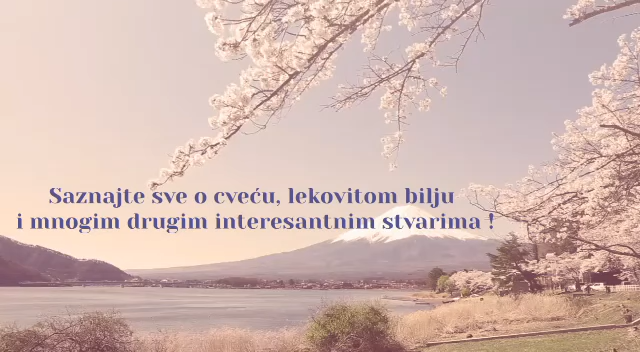 Saznajte sve o cveću, lekovitom bilju
i mnogim drugim interesantnim stvarima !